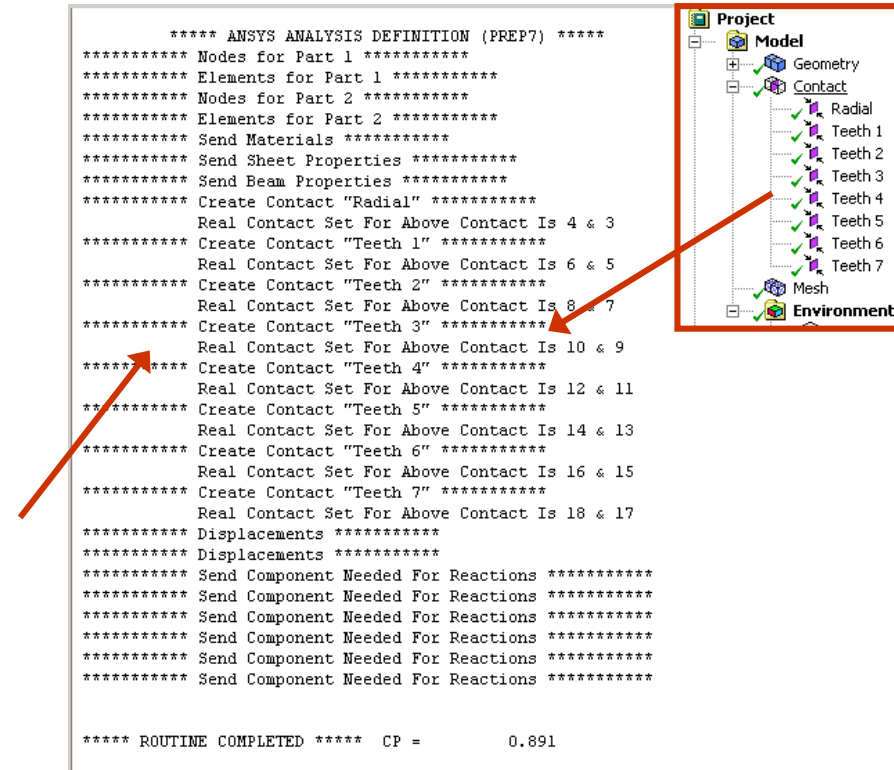 ***** ANSYS ANALYSIS DEFINITION (PREP7) *****
*********** Nodes for Part 1 ***********
*********** Elements for Part 1 ***********
*********** Nodes for Part 2 ***********
*********** Elements for Part 2 ***********
*********** Send Materials ***********
*********** Send Sheet Properties ***********
*********** Send Beam Properties ***********
*********** Create Contact "Radial" ***********
Real Contact Set For Above Contact Is 4 & 3
*********** Create Contact "Teeth 1" ***********
Real Contact Set For Above Contact Is 6 & 5
*********** Create Contact "Teeth 2" ***********
Real Contact Set For Above Contact Is 8 & 7
*********** Create Contact "Teeth 3" ***********
Real Contact Set For Above Contact Is 10 & 9
*********** Create Contact "Teeth 4" ***********
Real Contact Set For Above Contact Is 12 & 11
*********** Create Contact "Teeth 5" ***********
Real Contact Set For Above Contact Is 14 & 13
*********** Create Contact "Teeth 6" ***********
Real Contact Set For Above Contact Is 16 & 15
*********** Create Contact "Teeth 7" ***********
Real Contact Set For Above Contact Is 18 & 17
*********** Displacements ***********
*********** Displacements ***********
*********** Send Component Needed For Reactions ***********
*********** Send Component Needed For Reactions ***********
*********** Send Component Needed For Reactions ***********
*********** Send Component Needed For Reactions ***********
*********** Send Component Needed For Reactions ***********
*********** Send Component Needed For Reactions ***********
***** ROUTINE COMPLETED ***** CP = 0.891
Project
Model
Geometry
Contact
Radial
Teeth 1
Teeth 2
Teeth 3
Teeth 4
Teeth 5
Teeth 6
Teeth 7
Mesh
Environment